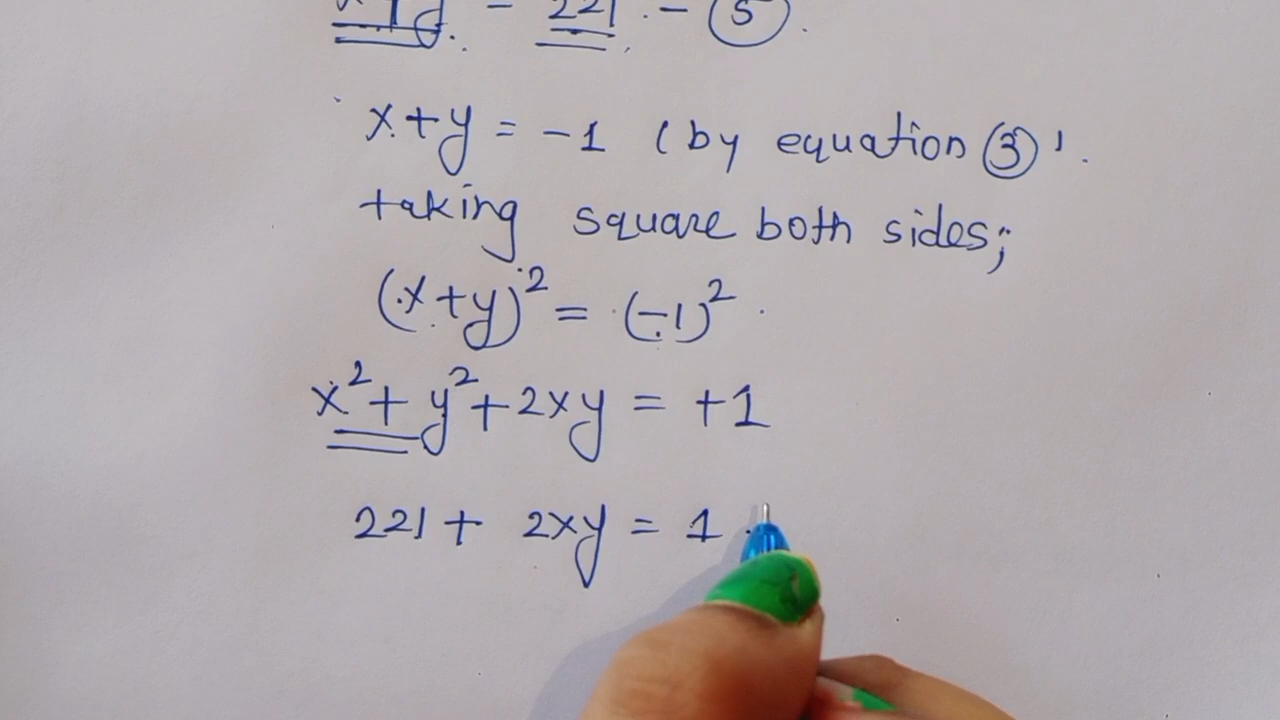 = 221 . - ⑤ .
x+y = -1 (by equation ③) .
taking square both sides;
(x+y)² = (-1)² .
x²+ y²+2xy = +1
221 + 2xy = 1 .